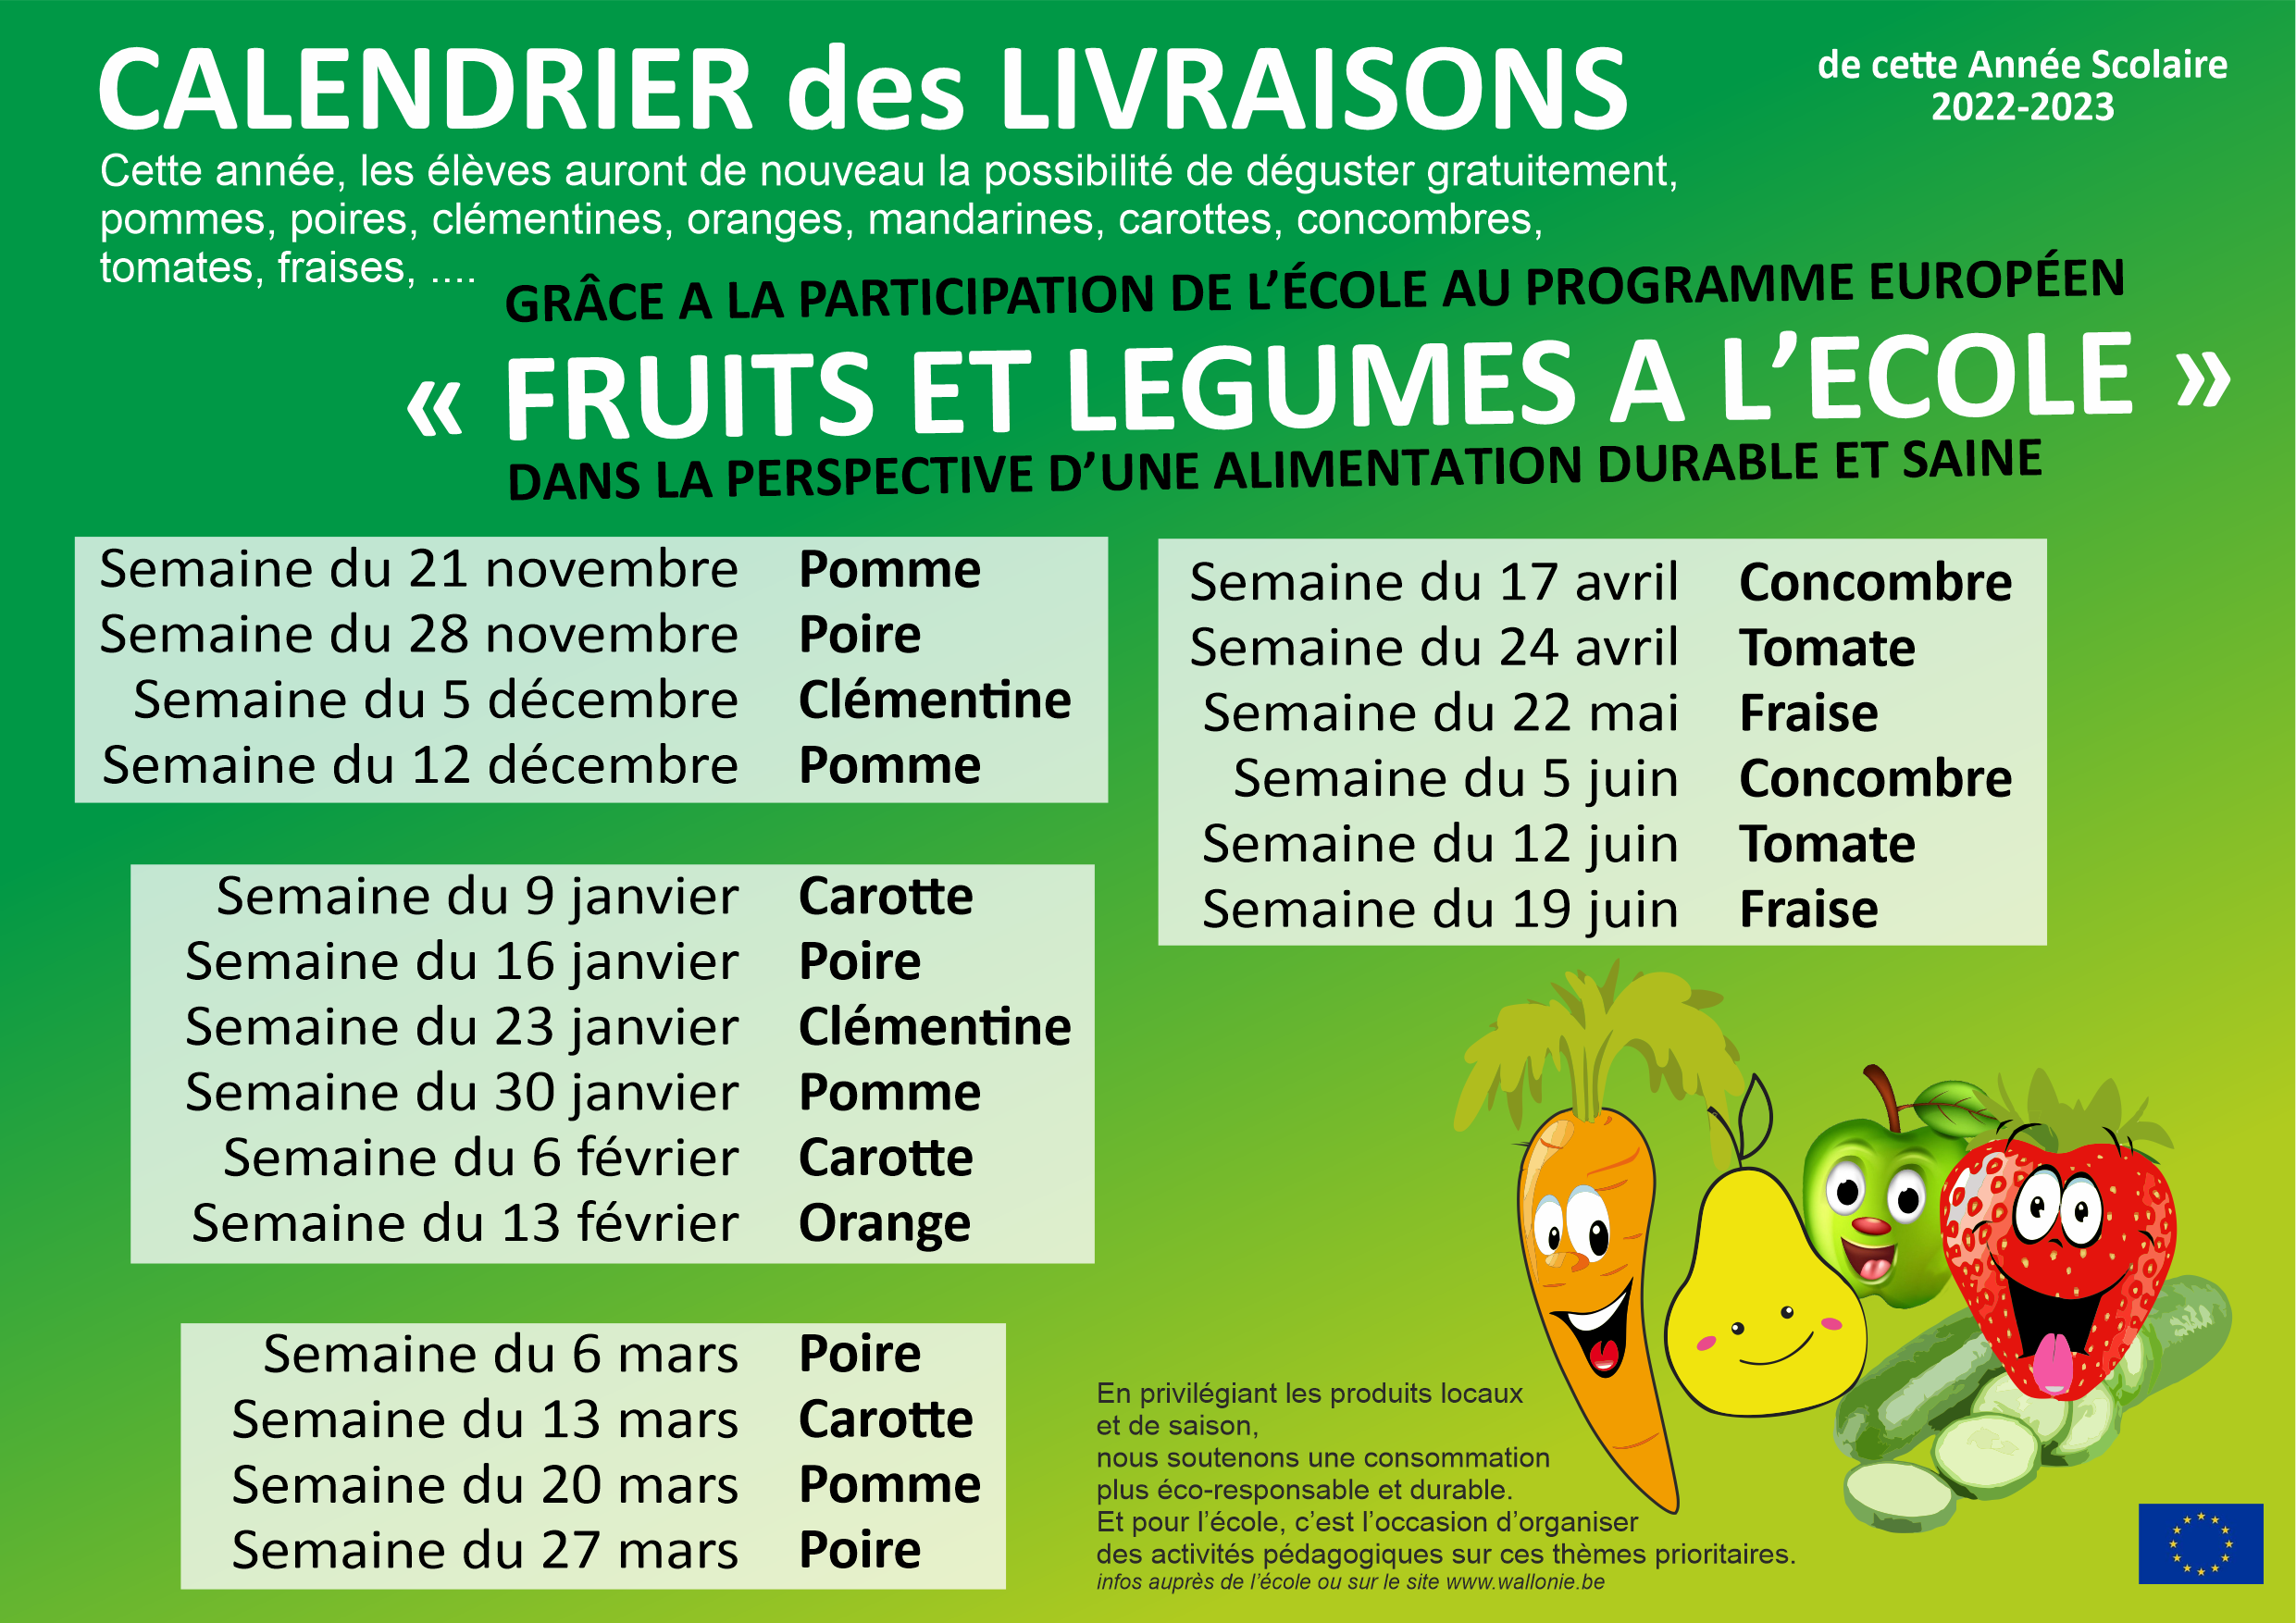 CALENDRIER des LIVRAISONS
de cette Année Scolaire
2022-2023
Cette année, les élèves auront de nouveau la possibilité de déguster gratuitement,
pommes, poires, clémentines, oranges, mandarines, carottes, concombres,
tomates, fraises, ....
GRÂCE A LA PARTICIPATION DE L’ÉCOLE AU PROGRAMME EUROPÉEN
« FRUITS ET LEGUMES A L’ECOLE »
DANS LA PERSPECTIVE D’UNE ALIMENTATION DURABLE ET SAINE
Semaine du 21 novembre Pomme
Semaine du 28 novembre Poire
Semaine du 5 décembre Clémentine
Semaine du 12 décembre Pomme
Semaine du 9 janvier Carotte
Semaine du 16 janvier Poire
Semaine du 23 janvier Clémentine
Semaine du 30 janvier Pomme
Semaine du 6 février Carotte
Semaine du 13 février Orange
Semaine du 6 mars Poire
Semaine du 13 mars Carotte
Semaine du 20 mars Pomme
Semaine du 27 mars Poire
Semaine du 17 avril Concombre
Semaine du 24 avril Tomate
Semaine du 22 mai Fraise
Semaine du 5 juin Concombre
Semaine du 12 juin Tomate
Semaine du 19 juin Fraise
En privilégiant les produits locaux
et de saison,
nous soutenons une consommation
plus éco-responsable et durable.
Et pour l’école, c’est l’occasion d’organiser
des activités pédagogiques sur ces thèmes prioritaires.
infos auprès de l’école ou sur le site www.wallonie.be